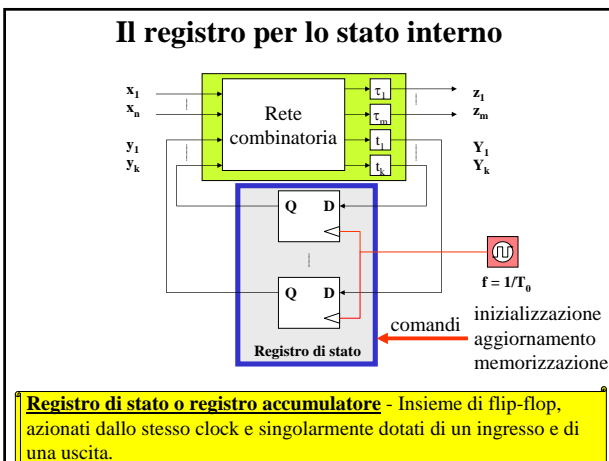 Il registro per lo stato interno
x1
xn
y1
yk
Rete
combinatoria
τ1
τm
t1
tk
z1
zm
Y1
Yk
Q D
Q D
Registro di stato
f = 1/T0
comandi
inizializzazione
aggiornamento
memorizzazione
Registro di stato o registro accumulatore - Insieme di flip-flop,
azionati dallo stesso clock e singolarmente dotati di un ingresso e di
una uscita.